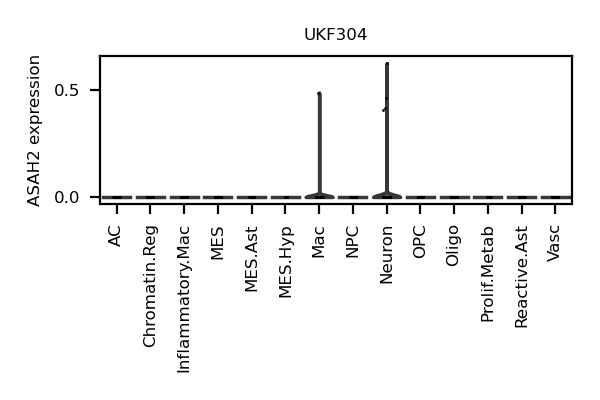 UKF304
ASAH2 expression
0.5
0.0
AC
Chromatin.Reg
Inflammatory.Mac
MES
MES.Ast
MES.Hyp
Mac
NPC
Neuron
OPC
Oligo
Prolif.Metab
Reactive.Ast
Vasc